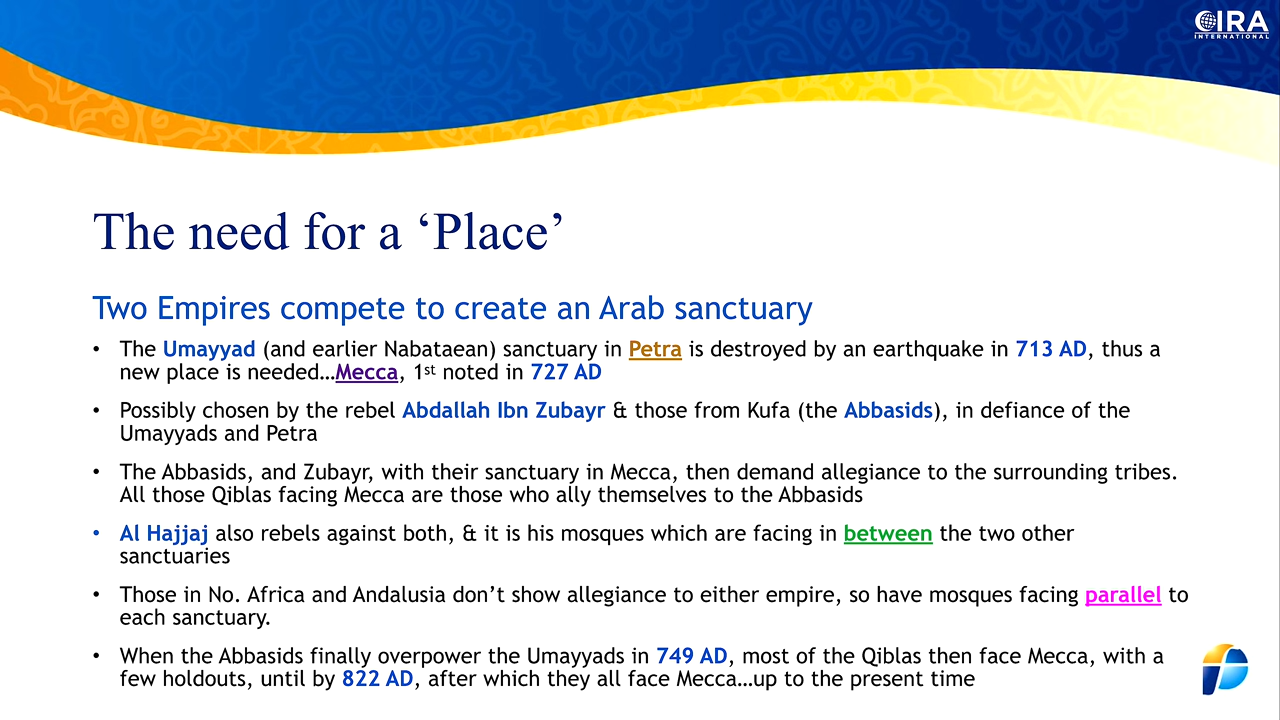 CIRA
INTERNATIONAL
The need for a ‘Place’
Two Empires compete to create an Arab sanctuary
• The Umayyad (and earlier Nabataean) sanctuary in Petra is destroyed by an earthquake in 713 AD, thus a
new place is needed…Mecca, 1st noted in 727 AD
• Possibly chosen by the rebel Abdallah Ibn Zubayr & those from Kufa (the Abbasids), in defiance of the
Umayyads and Petra
• The Abbasids, and Zubayr, with their sanctuary in Mecca, then demand allegiance to the surrounding tribes.
All those Qiblas facing Mecca are those who ally themselves to the Abbasids
• Al Hajjaj also rebels against both, & it is his mosques which are facing in between the two other
sanctuaries
• Those in No. Africa and Andalusia don’t show allegiance to either empire, so have mosques facing parallel to
each sanctuary.
• When the Abbasids finally overpower the Umayyads in 749 AD, most of the Qiblas then face Mecca, with a
few holdouts, until by 822 AD, after which they all face Mecca…up to the present time